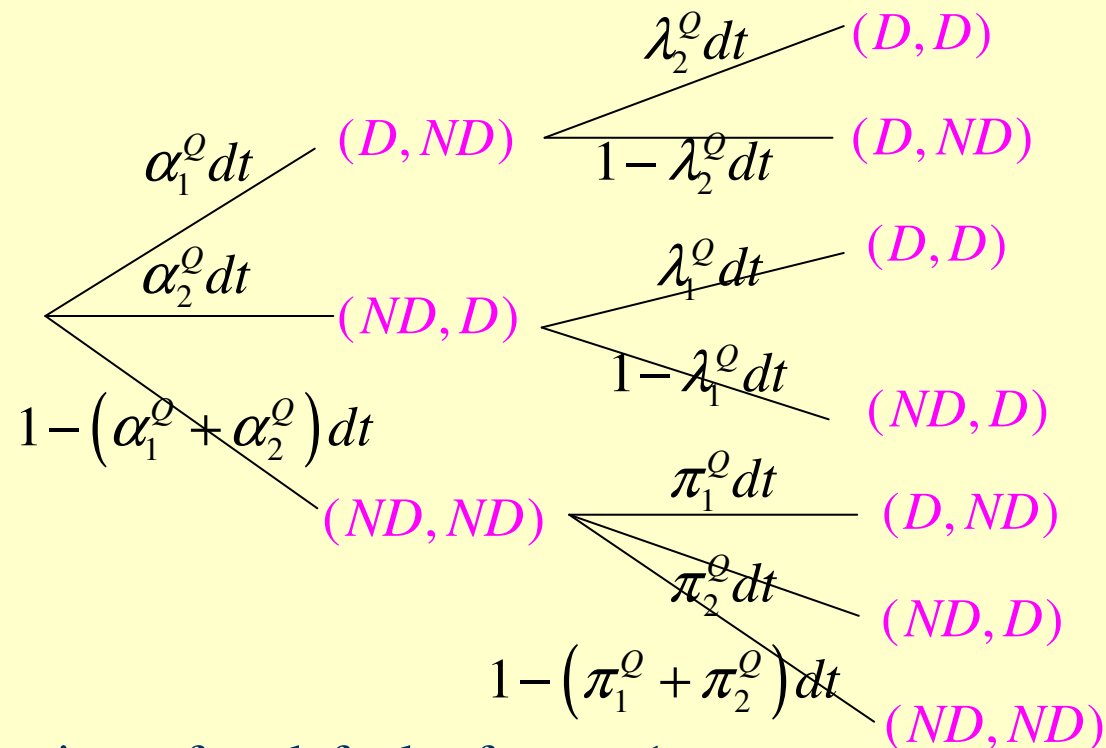 λ₂^Q dt
(D, D)
α₁^Q dt
(D, ND)
1 − λ₂^Q dt
(D, ND)
α₂^Q dt
(ND, D)
λ₁^Q dt
(D, D)
1 − λ₁^Q dt
(ND, D)
1 − (α₁^Q + α₂^Q) dt
(ND, ND)
π₁^Q dt
(D, ND)
π₂^Q dt
(ND, D)
1 − (π₁^Q + π₂^Q) dt
(ND, ND)